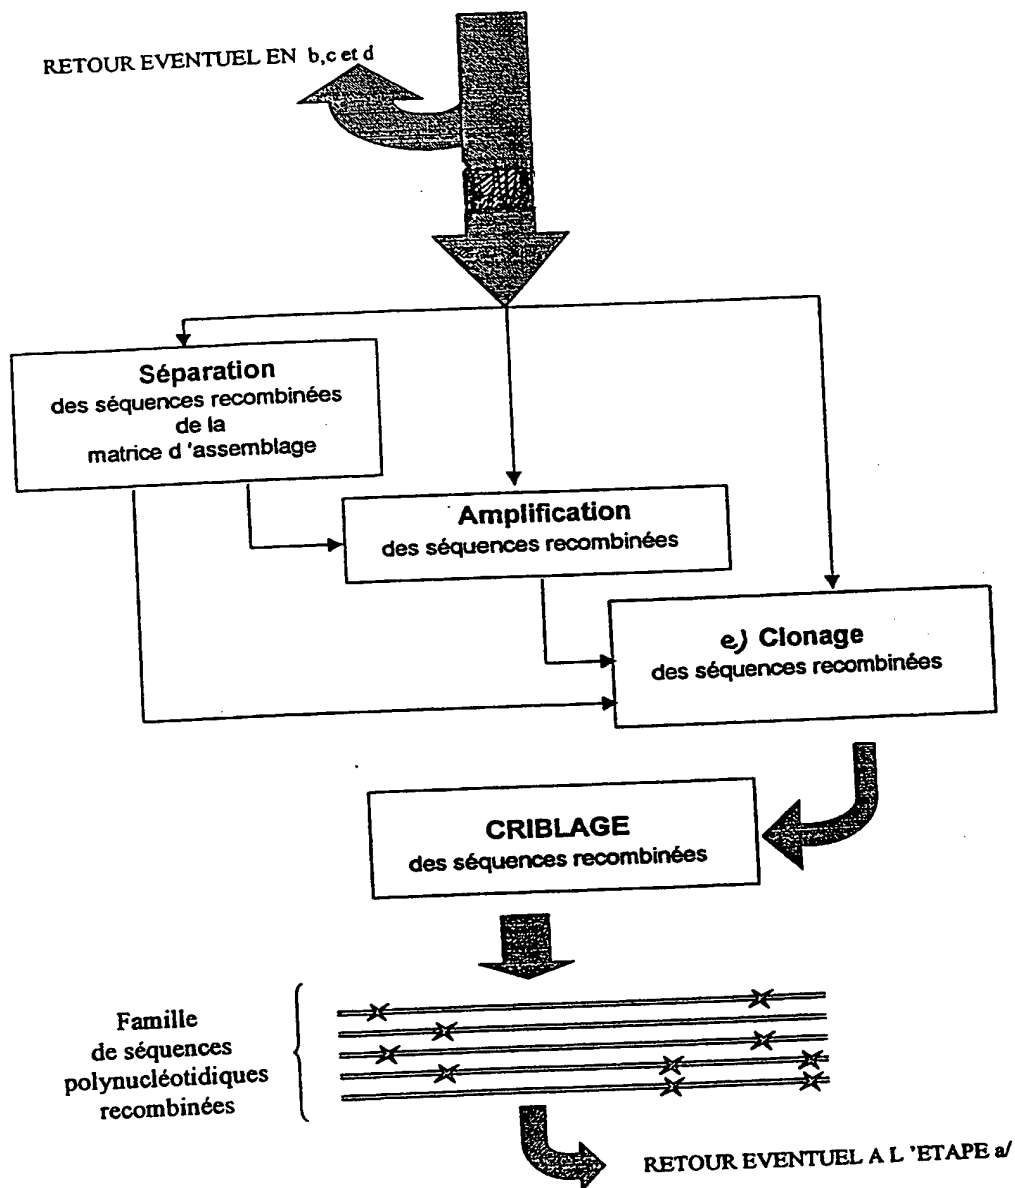 RETOUR EVENTUEL EN b,c et d
Séparation
des séquences recombinées
de la
matrice d 'assemblage
Amplification
des séquences recombinées
e) Clonage
des séquences recombinées
CRIBLAGE
des séquences recombinées
Famille
de séquences
polynucléotidiques
recombinées
RETOUR EVENTUEL A L 'ETAPE a/